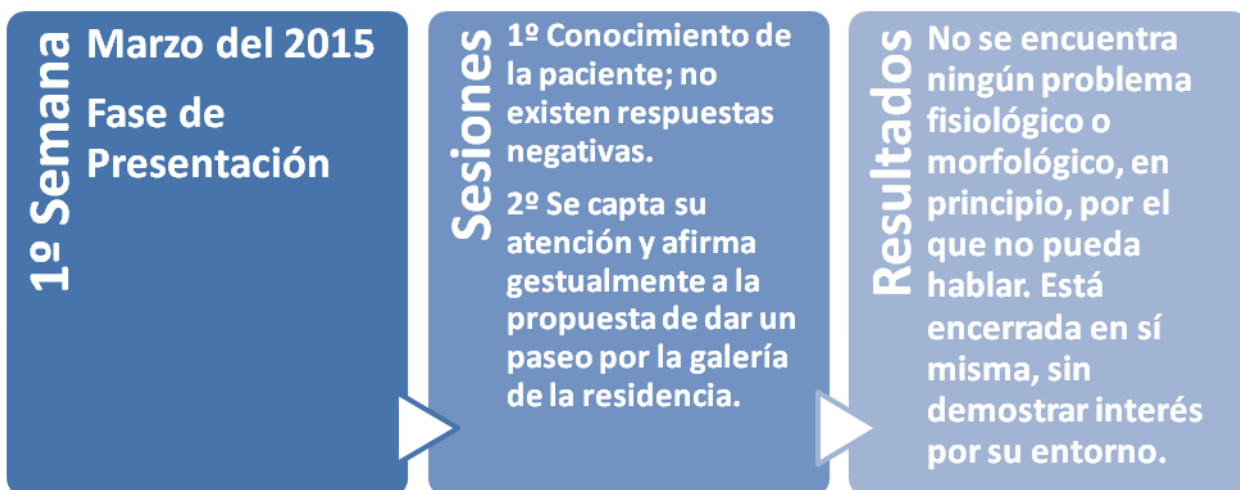 1º Semana
Marzo del 2015
Fase de
Presentación
Sesiones
1º Conocimiento de
la paciente; no
existen respuestas
negativas.
2º Se capta su
atención y afirma
gestualmente a la
propuesta de dar un
paseo por la galería
de la residencia.
Resultados
No se encuentra
ningún problema
fisiológico o
morfológico, en
principio, por el
que no pueda
hablar. Está
encerrada en sí
misma, sin
demostrar interés
por su entorno.